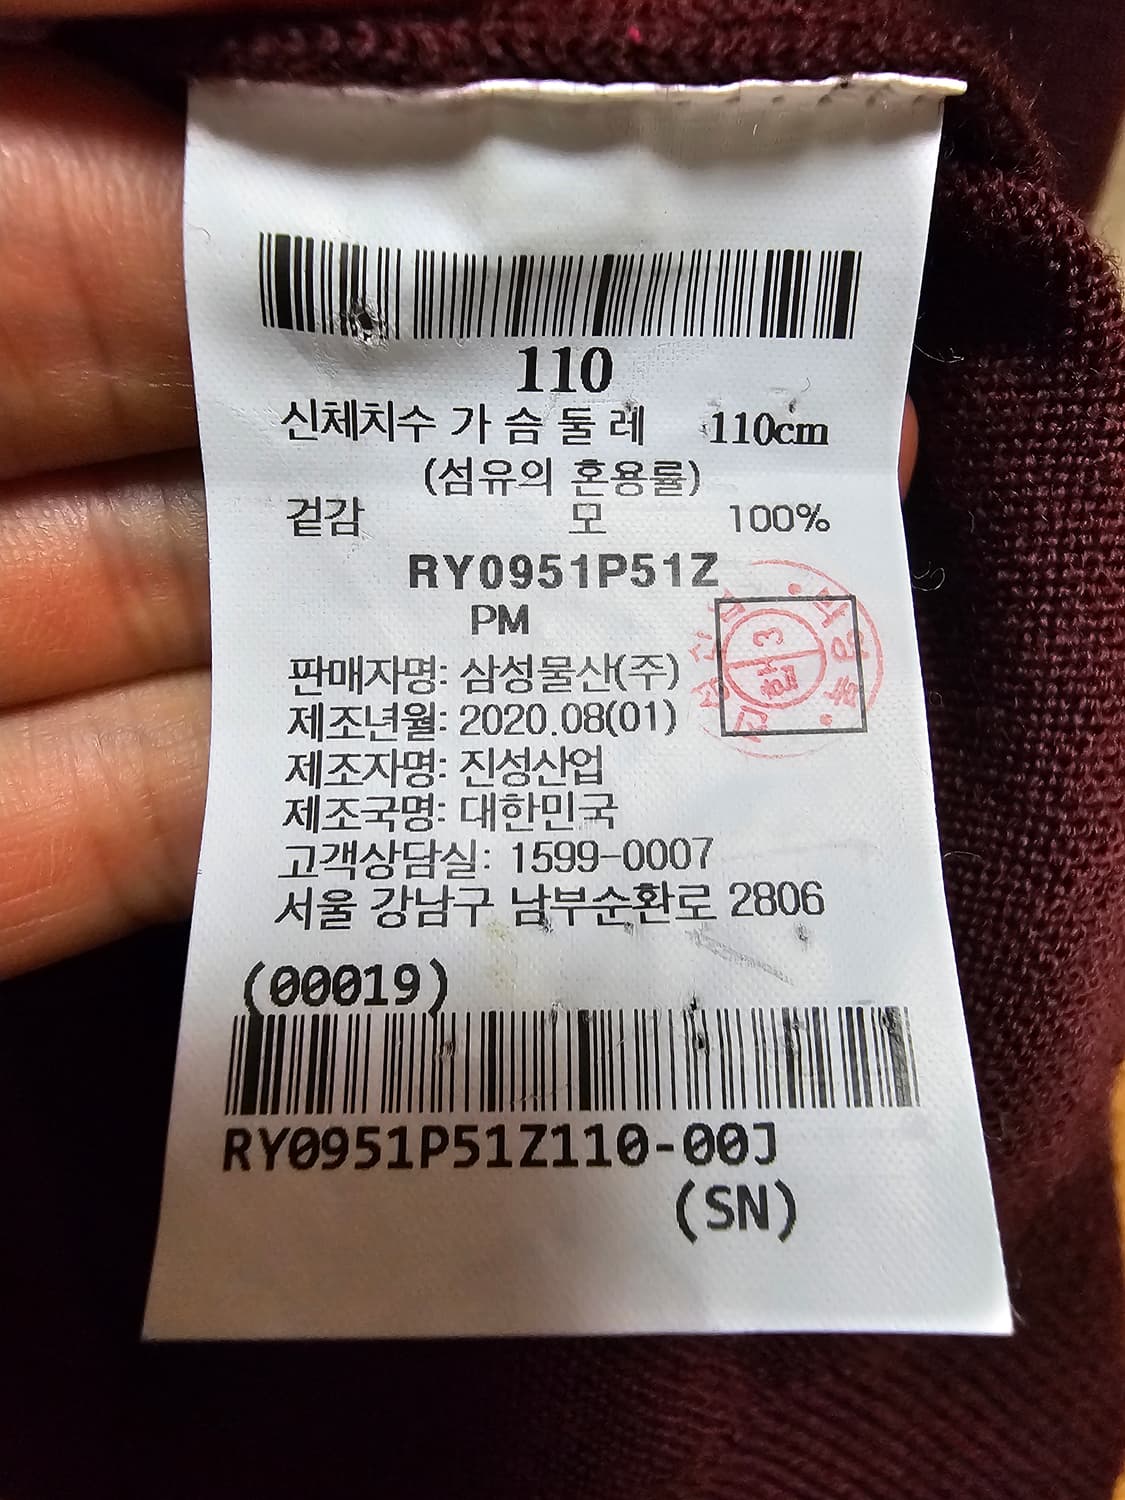 110
신체치수 가 슴 둘 레 110cm
(섬유의 혼용률)
겉감 모 100%
RY0951P51Z
PM
판매자명: 삼성물산(주)
제조년월: 2020.08(01)
제조자명: 진성산업
제조국명: 대한민국
고객상담실: 1599-0007
서울 강남구 남부순환로 2806
(00019)
RY0951P51Z110-00J
(SN)